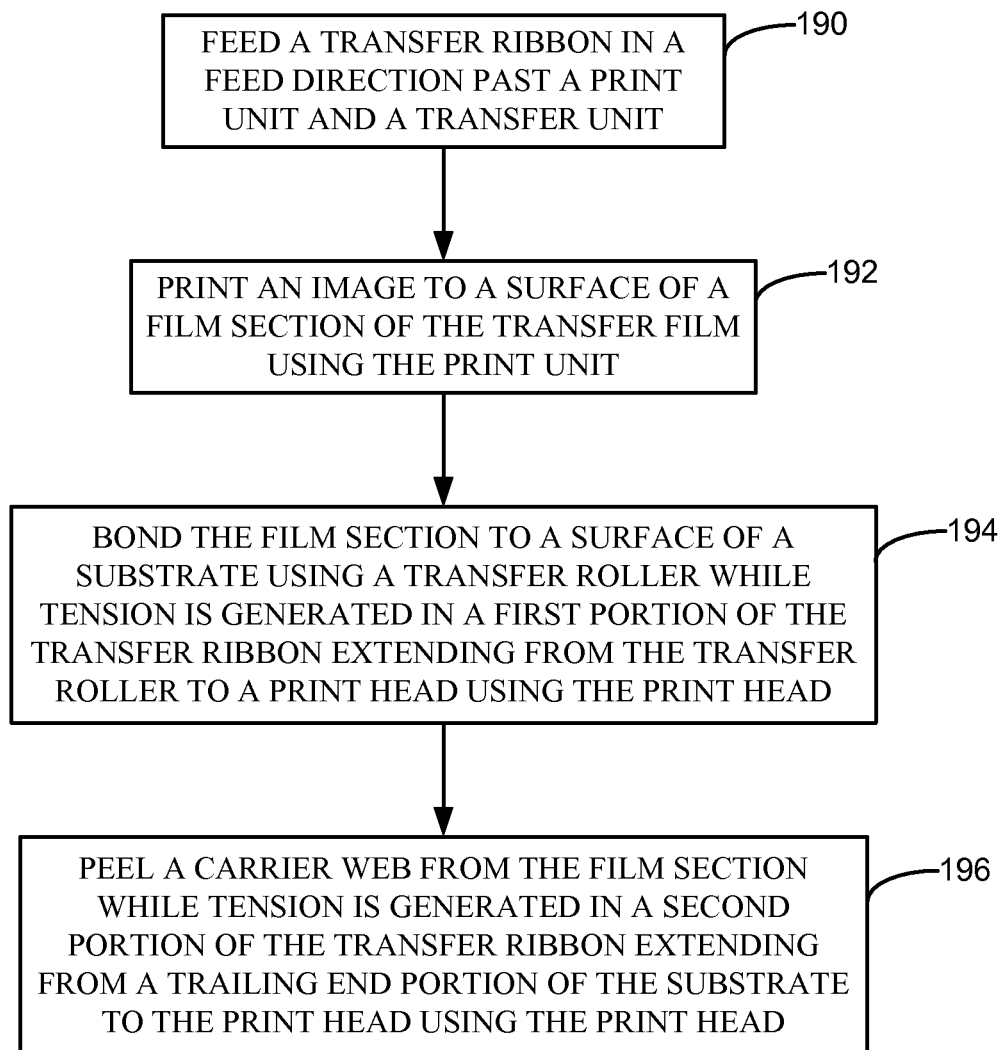 190
FEED A TRANSFER RIBBON IN A
FEED DIRECTION PAST A PRINT
UNIT AND A TRANSFER UNIT
192
PRINT AN IMAGE TO A SURFACE OF A
FILM SECTION OF THE TRANSFER FILM
USING THE PRINT UNIT
194
BOND THE FILM SECTION TO A SURFACE OF A
SUBSTRATE USING A TRANSFER ROLLER WHILE
TENSION IS GENERATED IN A FIRST PORTION OF THE
TRANSFER RIBBON EXTENDING FROM THE TRANSFER
ROLLER TO A PRINT HEAD USING THE PRINT HEAD
196
PEEL A CARRIER WEB FROM THE FILM SECTION
WHILE TENSION IS GENERATED IN A SECOND
PORTION OF THE TRANSFER RIBBON EXTENDING
FROM A TRAILING END PORTION OF THE SUBSTRATE
TO THE PRINT HEAD USING THE PRINT HEAD